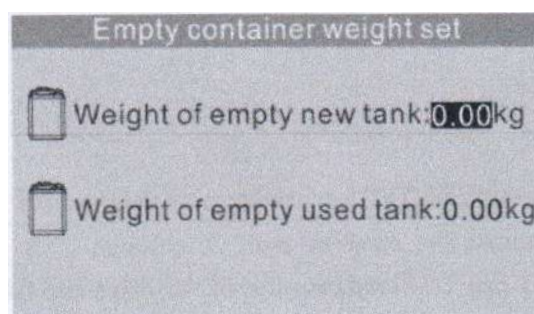 Empty container weight set
Weight of empty new tank:0.00kg
Weight of empty used tank:0.00kg